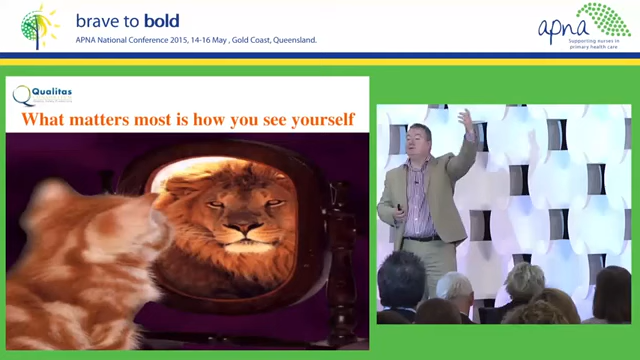 brave to bold
APNA National Conference 2015, 14-16 May , Gold Coast, Queensland.
apna
Supporting nurses in
primary health care
Qualitas
What matters most is how you see yourself